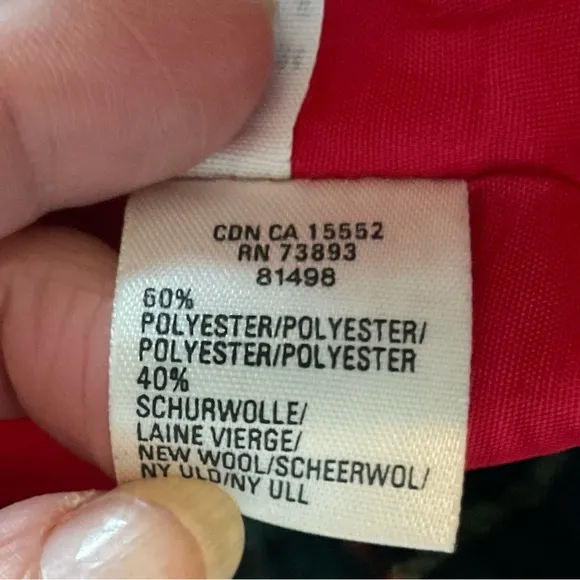 CDN CA 15552
RN 73893
81498
60%
POLYESTER/POLYESTER/
POLYESTER/POLYESTER
40%
SCHURWOLLE/
LAINE VIERGE/
NEW WOOL/SCHEERWOL/
NY ULD/NY ULL